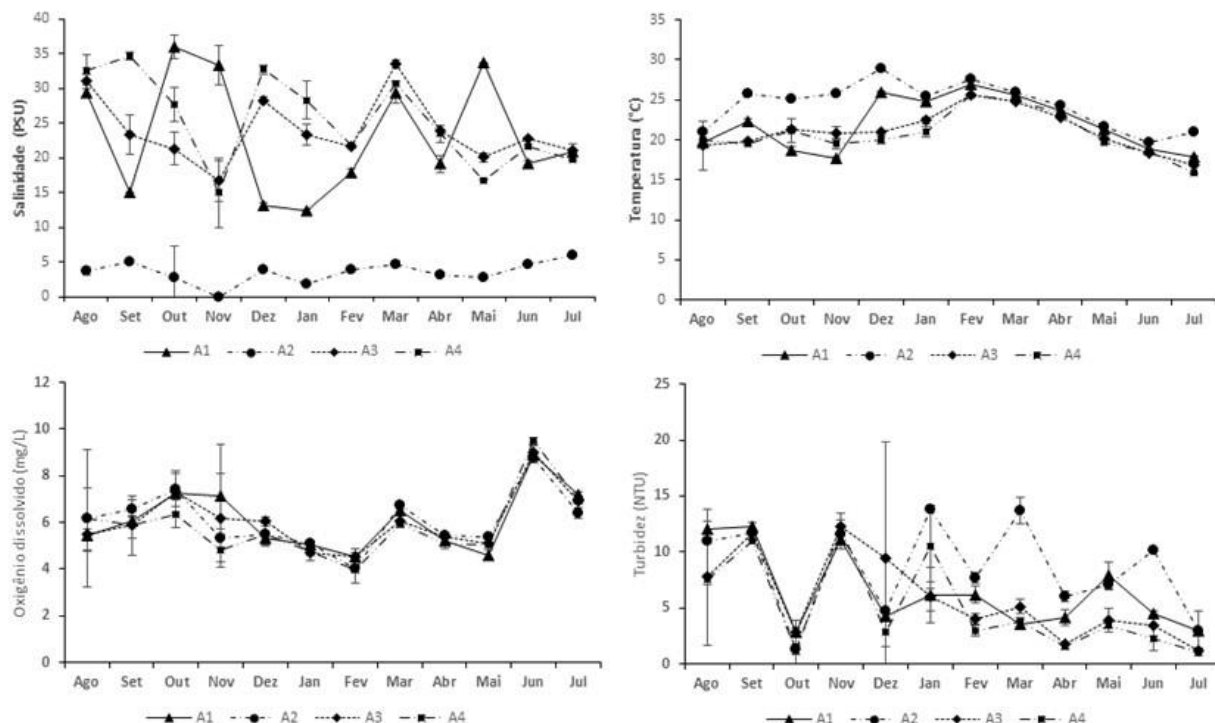 Salinidade (PSU)
40
35
30
25
20
15
10
5
0
Ago Set Out Nov Dez Jan Fev Mar Abr Mai Jun Jul
A1 A2 A3 A4
Temperatura (°C)
35
30
25
20
15
10
5
0
Ago Set Out Nov Dez Jan Fev Mar Abr Mai Jun Jul
A1 A2 A3 A4
Oxigênio dissolvido (mg/L)
12
10
8
6
4
2
0
Ago Set Out Nov Dez Jan Fev Mar Abr Mai Jun Jul
A1 A2 A3 A4
Turbidez (NTU)
25
20
15
10
5
0
Ago Set Out Nov Dez Jan Fev Mar Abr Mai Jun Jul
A1 A2 A3 A4